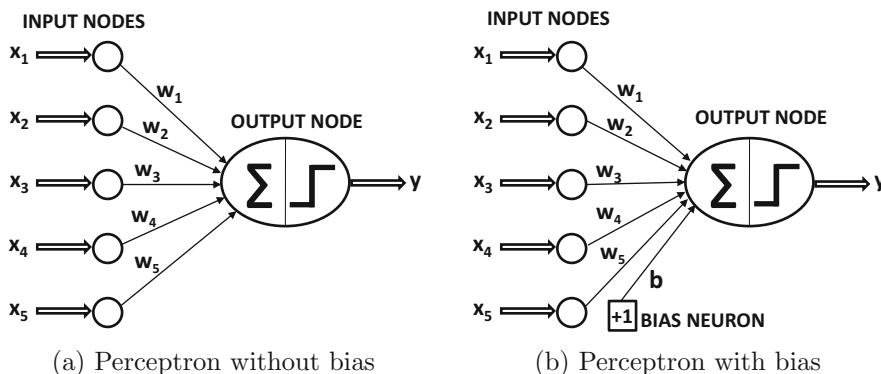 INPUT NODES
x1
x2
x3
x4
x5
w1
w2
w3
w4
w5
OUTPUT NODE
∑
y
(a) Perceptron without bias
INPUT NODES
x1
x2
x3
x4
x5
w1
w2
w3
w4
w5
b
OUTPUT NODE
∑
y
+1 BIAS NEURON
(b) Perceptron with bias